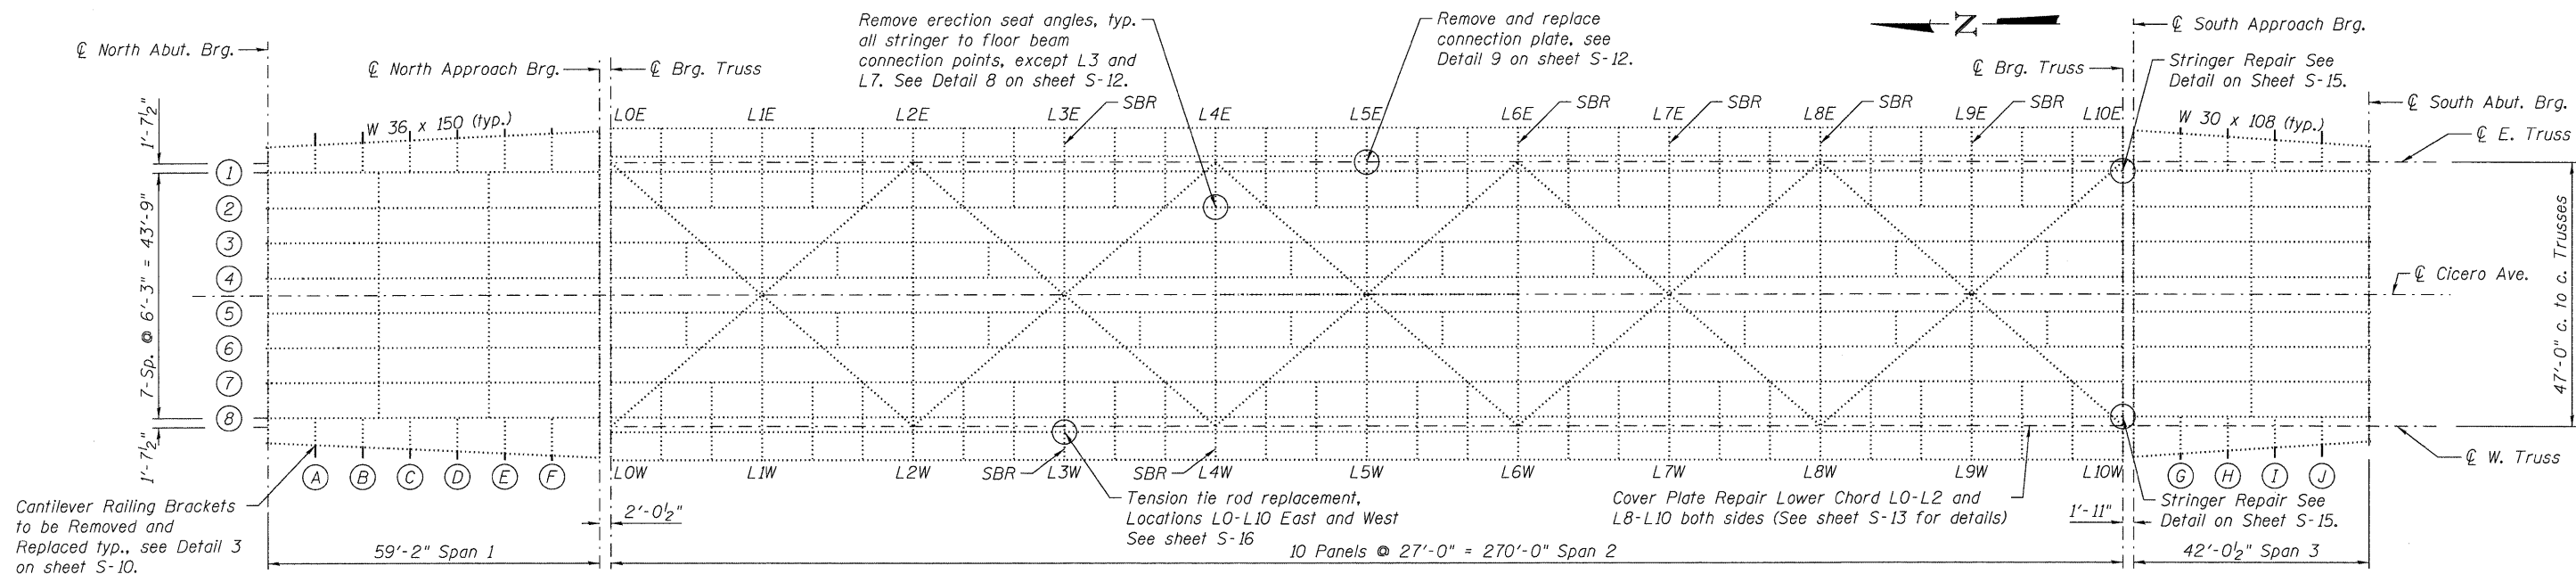 Remove erection seat angles, typ.
all stringer to floor beam
connection points, except L3 and
L7. See Detail 8 on sheet S-12.
Remove and replace
connection plate, see
Detail 9 on sheet S-12.
Z
℄ South Approach Brg.
℄ North Abut. Brg.
℄ North Approach Brg.
℄ Brg. Truss
℄ Brg. Truss
Stringer Repair See
Detail on Sheet S-15.
℄ South Abut. Brg.
SBR
SBR
SBR
SBR
SBR
1'-7½"
W 36 x 150 (typ.)
L0E
L1E
L2E
L3E
L4E
L5E
L6E
L7E
L8E
L9E
L10E
W 30 x 108 (typ.)
℄ E. Truss
1
2
3
4
5
6
7
8
7-Sp. @ 6'-3" = 43'-9"
℄ Cicero Ave.
47'-0" c. to c. Trusses
1'-7½"
A
B
C
D
E
F
L0W
L1W
L2W
SBR
L3W
SBR
L4W
L5W
L6W
L7W
L8W
L9W
L10W
G
H
I
J
℄ W. Truss
Cantilever Railing Brackets
to be Removed and
Replaced typ., see Detail 3
on sheet S-10.
2'-0½"
Tension tie rod replacement,
Locations L0-L10 East and West
See sheet S-16
Cover Plate Repair Lower Chord L0-L2 and
L8-L10 both sides (See sheet S-13 for details)
1'-11"
Stringer Repair See
Detail on Sheet S-15.
59'-2" Span 1
10 Panels @ 27'-0" = 270'-0" Span 2
42'-0½" Span 3